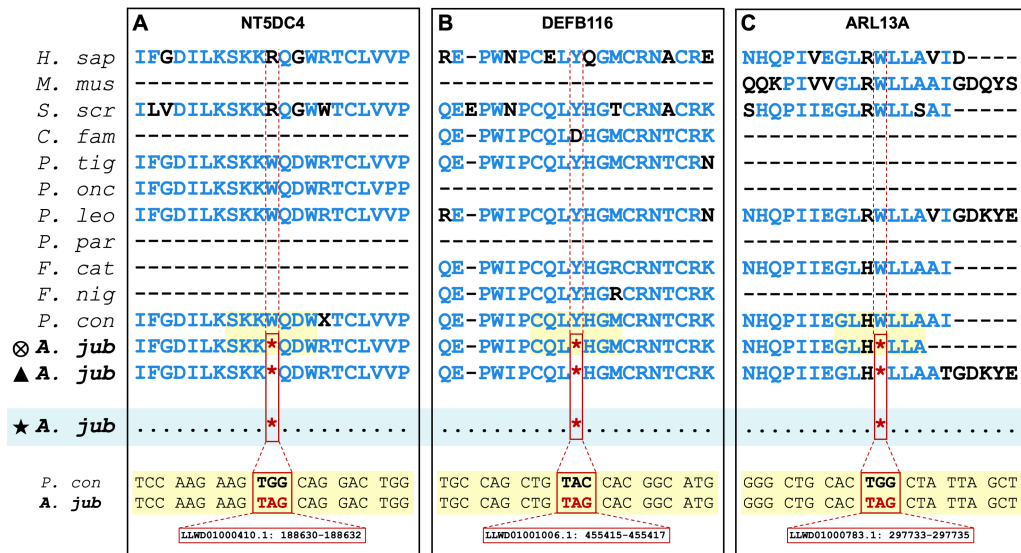 A NT5DC4 B DEFB116 C ARL13A
H. sap IFGDILKSKKRQGWRTCLVVP RE-PWNPCELYQGMCRNACRE NHQPIVEGLRWLLAVID----
M. mus --------------------- --------------------- QQKPIVVGLRWLLAAIGDQYS
S. scr ILVDILKSKKRQGWWTCLVVP QEEPWNPCQLYHGTCRNACRK SHQPIIEGLRWLLSAI-----
C. fam --------------------- QE-PWIPCQLDHGMCRNTCRK ---------------------
P. tig IFGDILKSKKWQDWRTCLVVP QE-PWIPCQLYHGMCRNTCRN ---------------------
P. onc IFGDILKSKKWQDWRTCLVPP --------------------- ---------------------
P. leo IFGDILKSKKWQDWRTCLVVP RE-PWIPCQLYHGMCRNTCRN NHQPIIEGLRWLLAVIGDKYE
P. par --------------------- --------------------- ---------------------
F. cat --------------------- QE-PWIPCQLYHGRCRNTCRK NHQPIIEGLHWLLAAI-----
F. nig --------------------- QE-PWIPCQLYHGRCRNTCRK ---------------------
P. con IFGDILKSKKWQDWXTCLVVP QE-PWIPCQLYHGMCRNTCRK NHQPIIEGLHWLLAAI-----
⊗ A. jub IFGDILKSKK*QDWRTCLVVP QE-PWIPCQL*HGMCRNTCRK NHQPIIEGLH*LLA-------
▲ A. jub IFGDILKSKK*QDWRTCLVVP QE-PWIPCQL*HGMCRNTCRK NHQPIIEGLH*LLAATGDKYE
★ A. jub ..........*.......... ..........*.......... ..........*..........
P. con TCC AAG AAG TGG CAG GAC TGG TGC CAG CTG TAC CAC GGC ATG GGG CTG CAC TGG CTA TTA GCT
A. jub TCC AAG AAG TAG CAG GAC TGG TGC CAG CTG TAG CAC GGC ATG GGG CTG CAC TAG CTA TTA GCT
LLWD01000410.1: 188630-188632 LLWD01001006.1: 455415-455417 LLWD01000783.1: 297733-297735